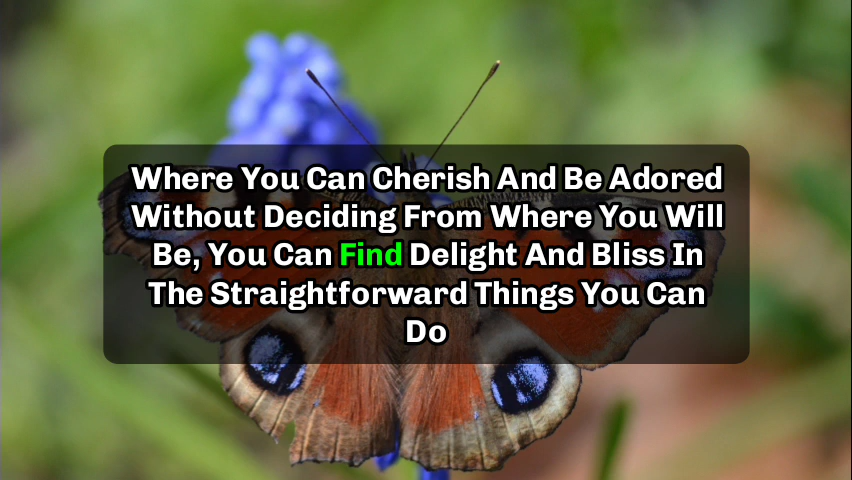 Where You Can Cherish And Be Adored
Without Deciding From Where You Will
Be, You Can Find Delight And Bliss In
The Straightforward Things You Can
Do